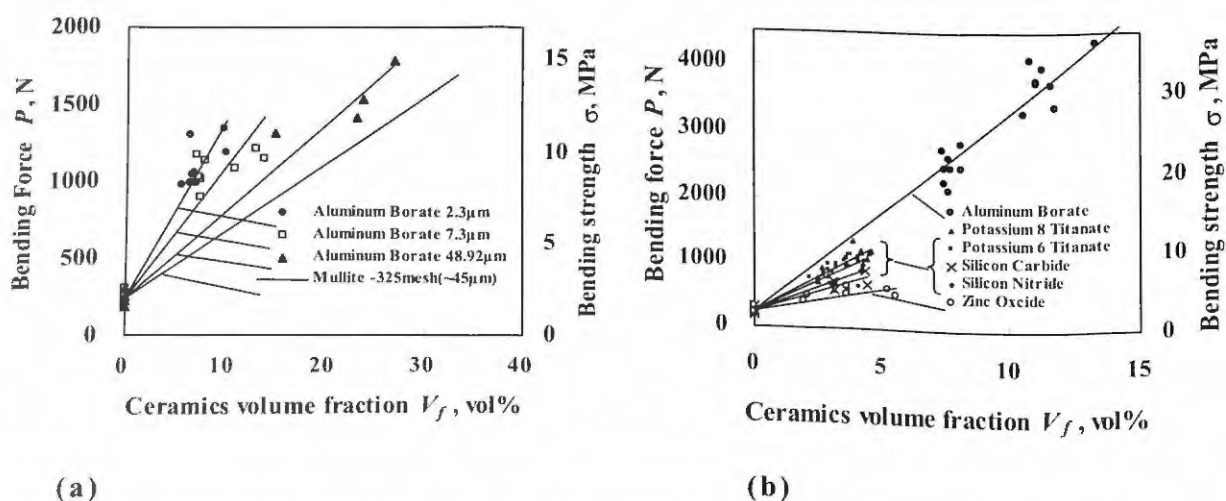 2000
1500
1000
500
0
Bending Force P, N
15
10
5
0
Bending strength σ, MPa
Aluminum Borate 2.3μm
Aluminum Borate 7.3μm
Aluminum Borate 48.92μm
Mullite -325mesh(~45μm)
0 10 20 30 40
Ceramics volume fraction Vf , vol%
(a)
4000
3000
2000
1000
0
Bending force P, N
30
20
10
0
Bending strength σ, MPa
Aluminum Borate
Potassium 8 Titanate
Potassium 6 Titanate
Silicon Carbide
Silicon Nitride
Zinc Oxcide
0 5 10 15
Ceramics volume fraction Vf , vol%
(b)